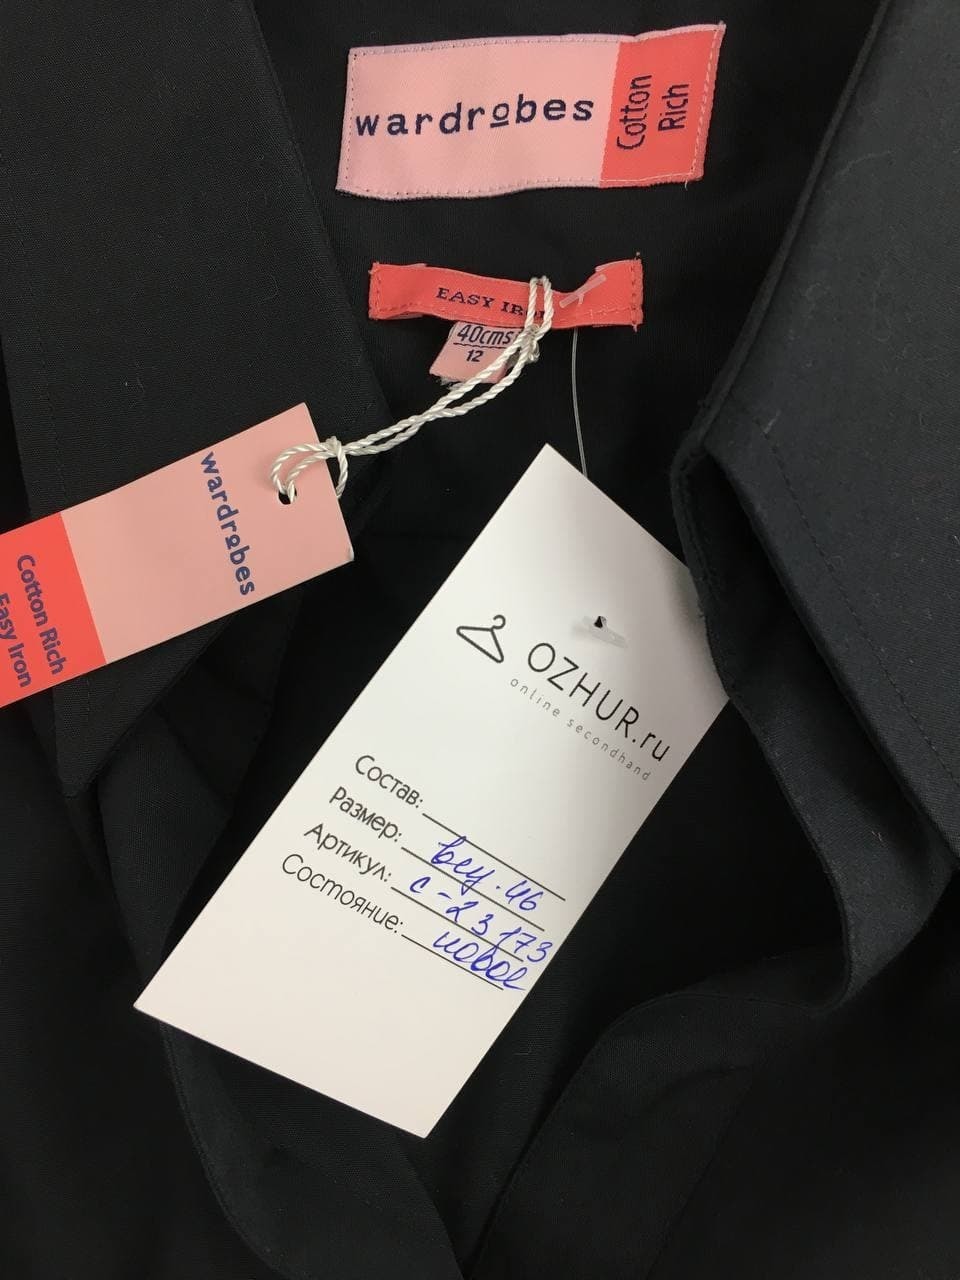 wardrobes
Cotton
Rich
EASY IRON
40cms
12
wardrobes
Cotton Rich
Easy Iron
OZHUR.ru
online secondhand
Состав:
Размер: 46
Артикул: с-23173
Состояние: новое